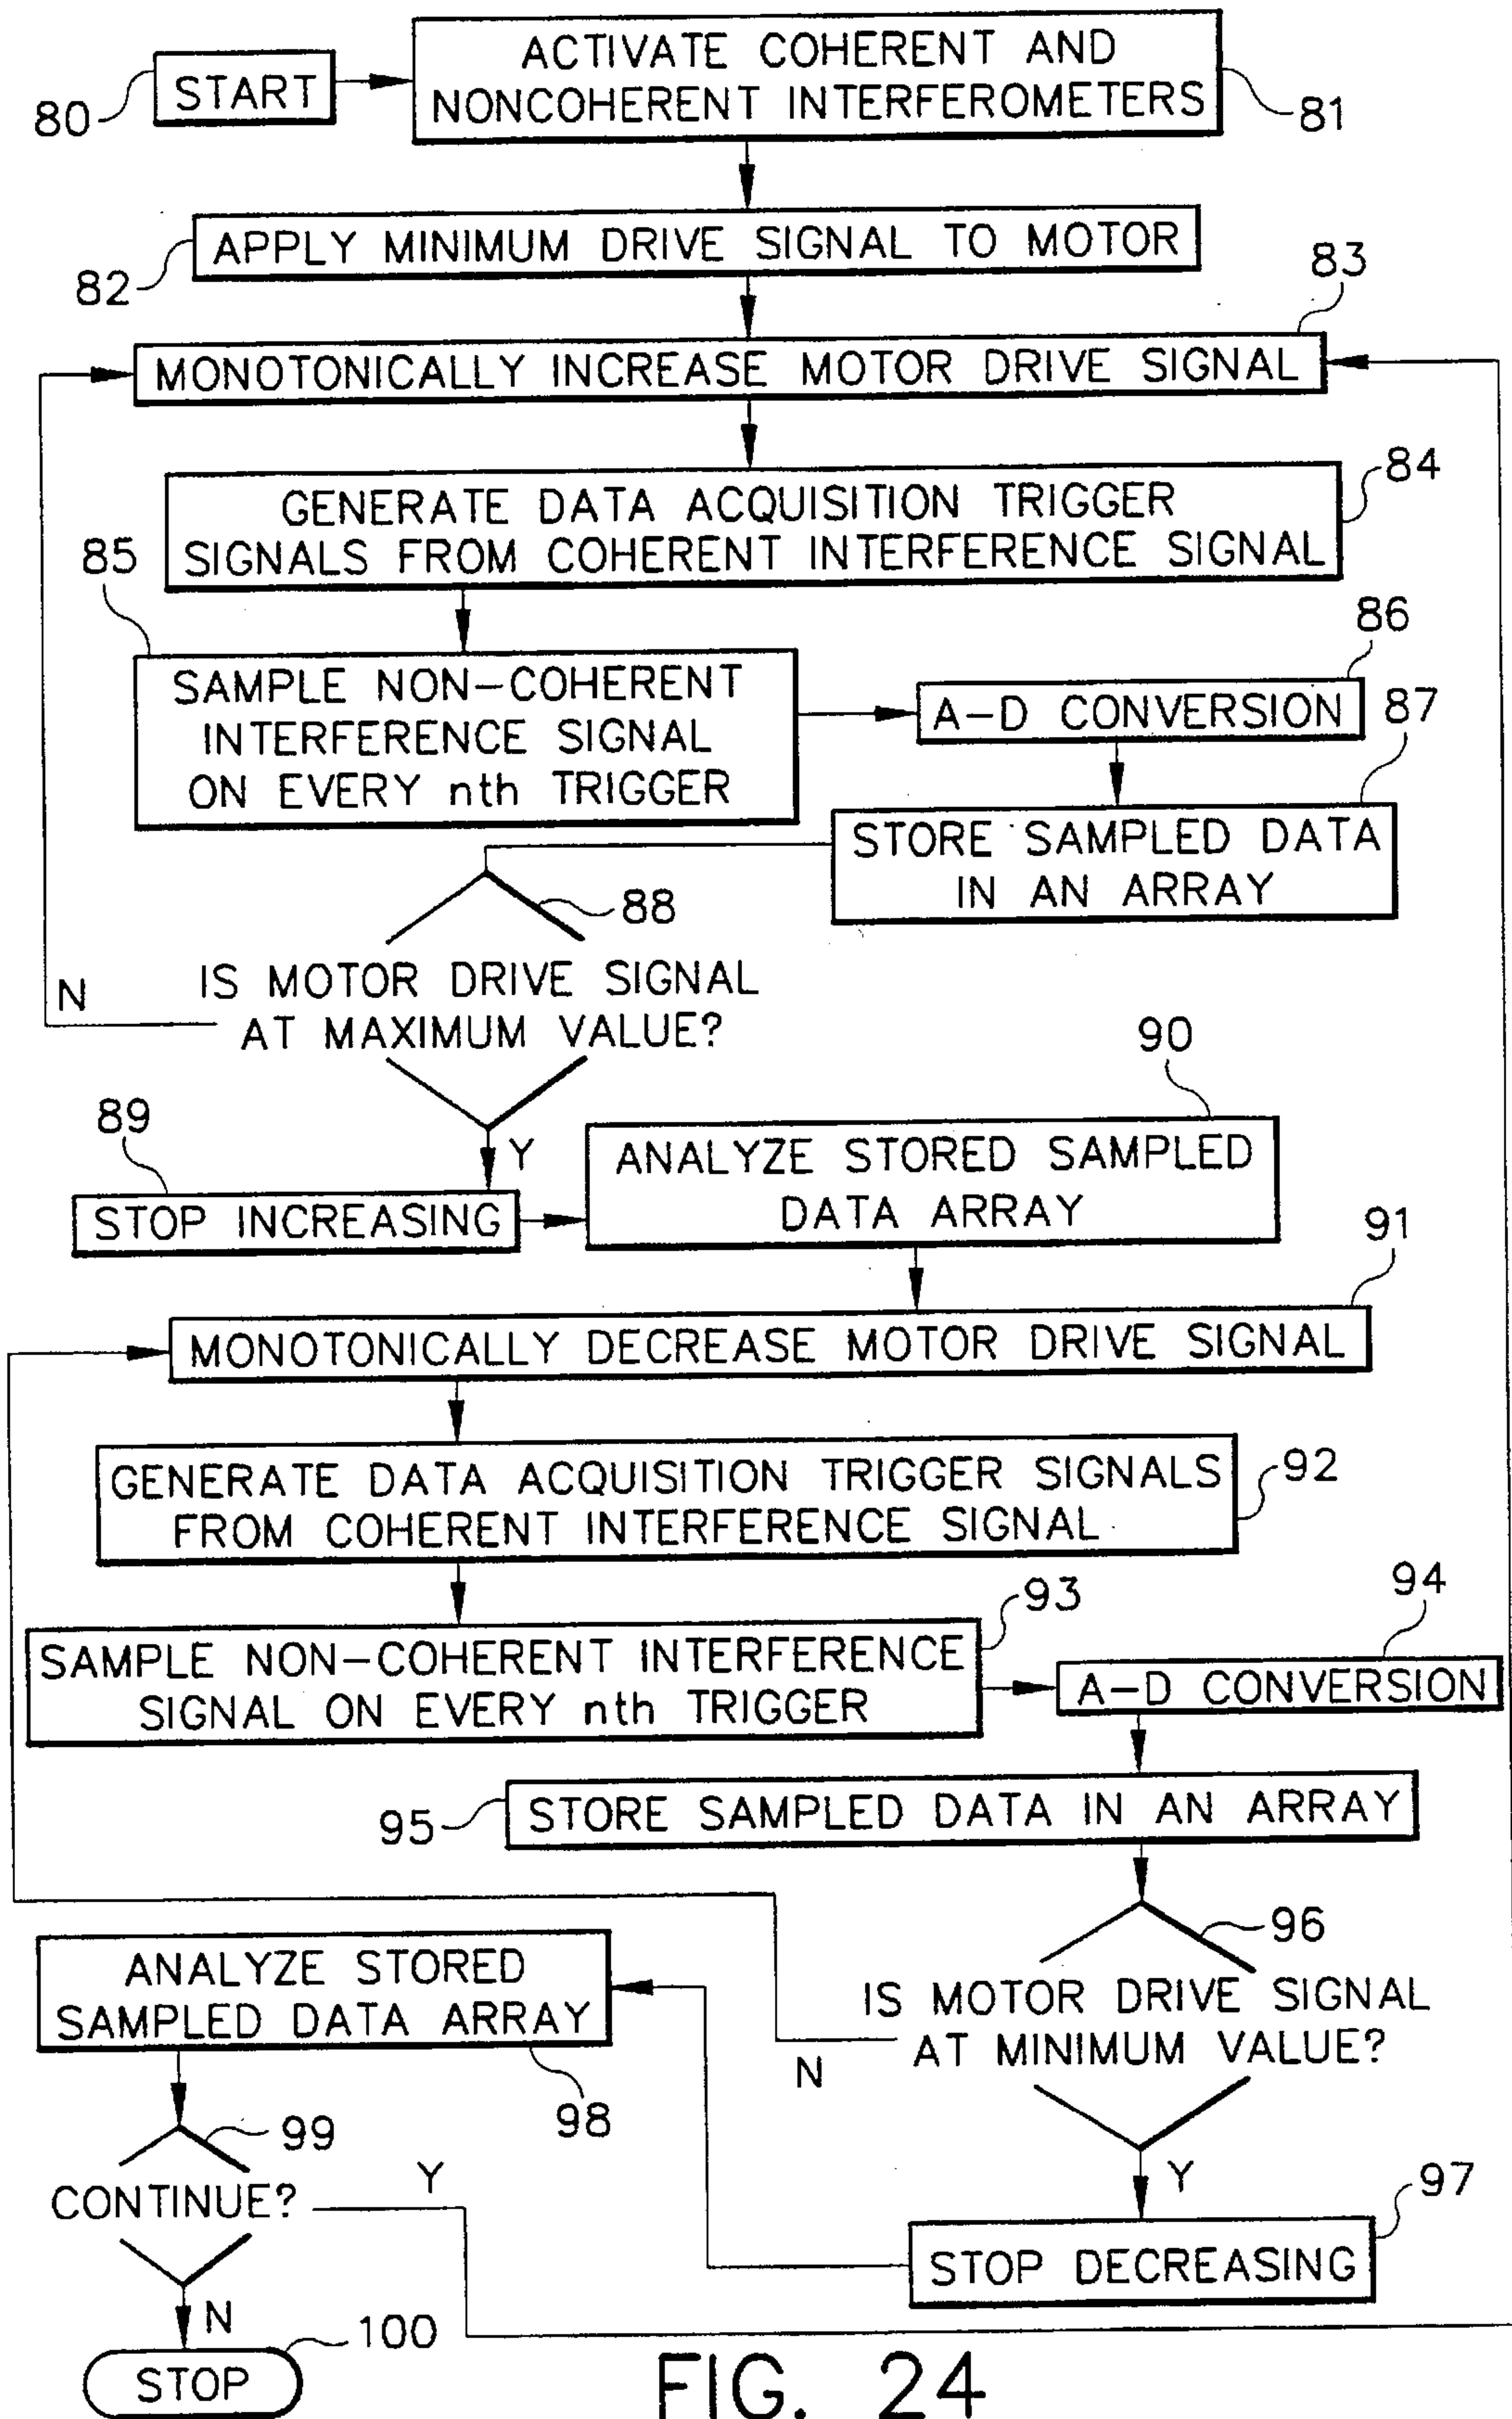 80
START
ACTIVATE COHERENT AND
NONCOHERENT INTERFEROMETERS
81
82
APPLY MINIMUM DRIVE SIGNAL TO MOTOR
83
MONOTONICALLY INCREASE MOTOR DRIVE SIGNAL
84
GENERATE DATA ACQUISITION TRIGGER
SIGNALS FROM COHERENT INTERFERENCE SIGNAL
85
SAMPLE NON-COHERENT
INTERFERENCE SIGNAL
ON EVERY nth TRIGGER
86
A-D CONVERSION
87
STORE SAMPLED DATA
IN AN ARRAY
88
IS MOTOR DRIVE SIGNAL
AT MAXIMUM VALUE?
N
Y
89
STOP INCREASING
90
ANALYZE STORED SAMPLED
DATA ARRAY
91
MONOTONICALLY DECREASE MOTOR DRIVE SIGNAL
92
GENERATE DATA ACQUISITION TRIGGER SIGNALS
FROM COHERENT INTERFERENCE SIGNAL
93
SAMPLE NON-COHERENT INTERFERENCE
SIGNAL ON EVERY nth TRIGGER
94
A-D CONVERSION
95
STORE SAMPLED DATA IN AN ARRAY
96
IS MOTOR DRIVE SIGNAL
AT MINIMUM VALUE?
N
Y
97
STOP DECREASING
ANALYZE STORED
SAMPLED DATA ARRAY
98
99
CONTINUE?
Y
N
100
STOP
FIG. 24